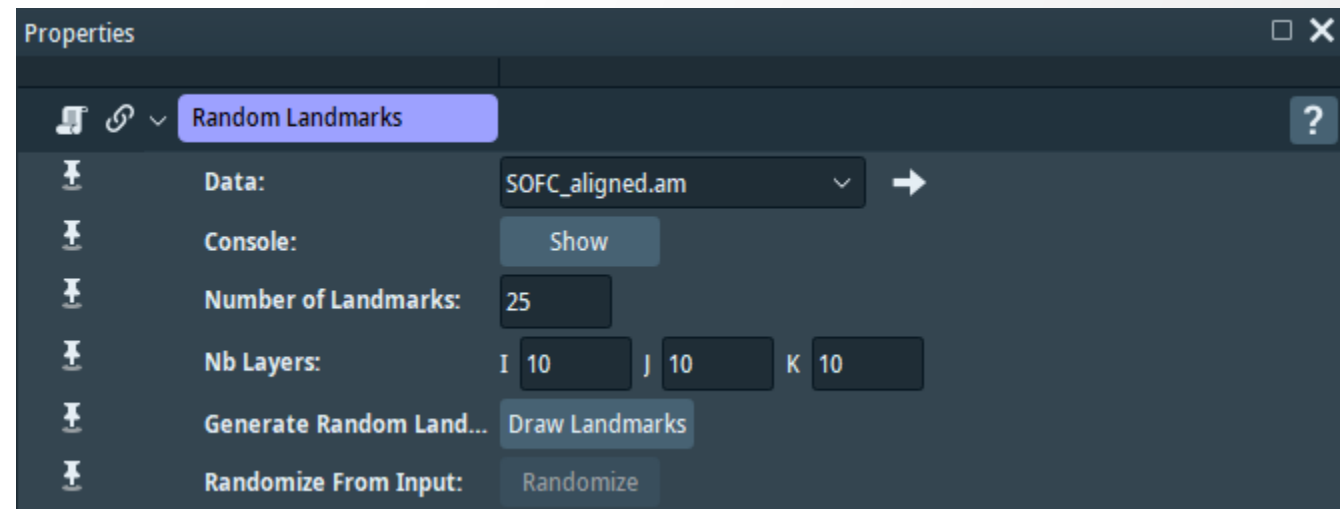 Properties
Random Landmarks ?
Data: SOFC_aligned.am
Console: Show
Number of Landmarks: 25
Nb Layers: I 10 J 10 K 10
Generate Random Land... Draw Landmarks
Randomize From Input: Randomize